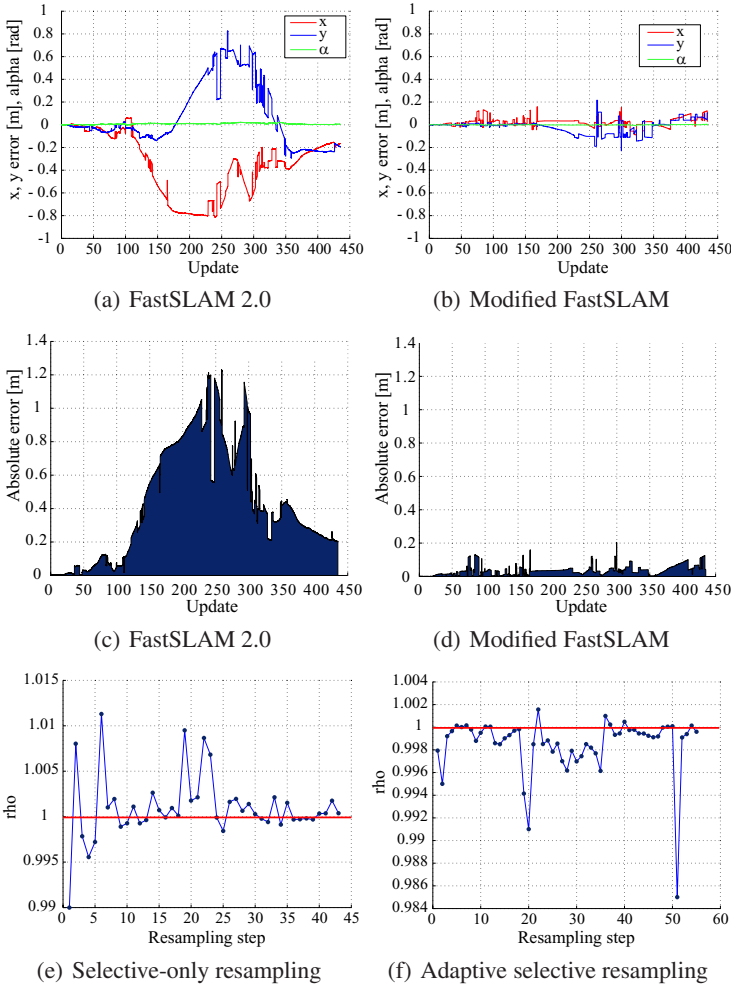 1
0.8
0.6
0.4
0.2
0
- 0.2
- 0.4
- 0.6
- 0.8
-1
x, y error [m], alpha [rad]
x
y
α
0 50 100 150 200 250 300 350 400 450
Update
(a) FastSLAM 2.0
1
0.8
0.6
0.4
0.2
0
- 0.2
- 0.4
- 0.6
- 0.8
-1
x, y error [m], alpha [rad]
x
y
α
0 50 100 150 200 250 300 350 400 450
Update
(b) Modified FastSLAM
1.4
1.2
1
0.8
0.6
0.4
0.2
0
Absolute error [m]
0 50 100 150 200 250 300 350 400 450
Update
(c) FastSLAM 2.0
1.4
1.2
1
0.8
0.6
0.4
0.2
0
Absolute error [m]
0 50 100 150 200 250 300 350 400 450
Update
(d) Modified FastSLAM
1.015
1.01
1.005
1
0.995
0.99
rho
0 5 10 15 20 25 30 35 40 45
Resampling step
(e) Selective-only resampling
1.004
1.002
1
0.998
0.996
0.994
0.992
0.99
0.988
0.986
0.984
rho
0 10 20 30 40 50 60
Resampling step
(f) Adaptive selective resampling